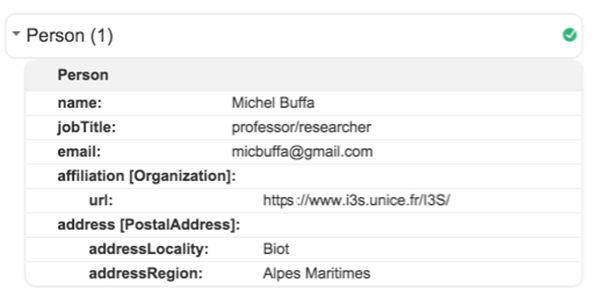 Person (1)
Person
name: Michel Buffa
jobTitle: professor/researcher
email: micbuffa@gmail.com
affiliation [Organization]:
url: https://www.i3s.unice.fr/I3S/
address [PostalAddress]:
addressLocality: Biot
addressRegion: Alpes Maritimes